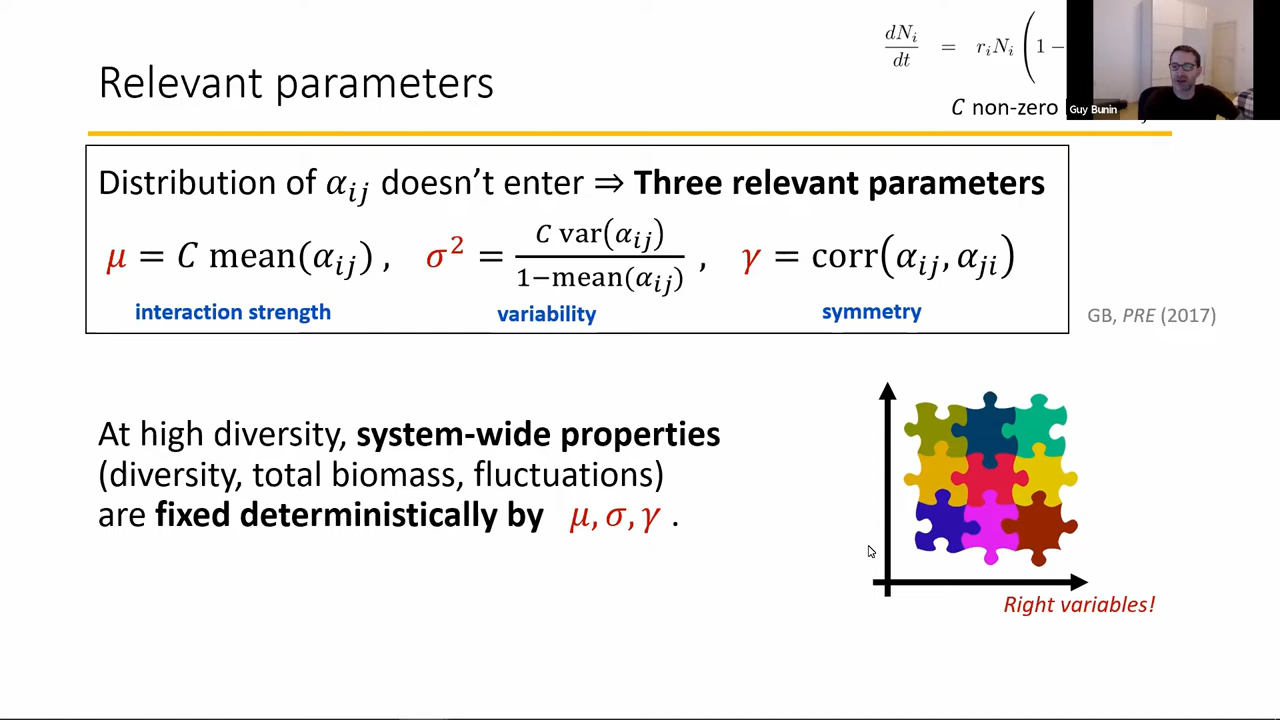 dN_i/dt = r_i N_i ( 1 −
Relevant parameters
C non-zero
Guy Bunin
Distribution of α_ij doesn't enter ⇒ Three relevant parameters
μ = C mean(α_ij) , σ² = C var(α_ij) / 1−mean(α_ij) , γ = corr(α_ij, α_ji)
interaction strength variability symmetry
GB, PRE (2017)
At high diversity, system-wide properties
(diversity, total biomass, fluctuations)
are fixed deterministically by μ, σ, γ .
Right variables!